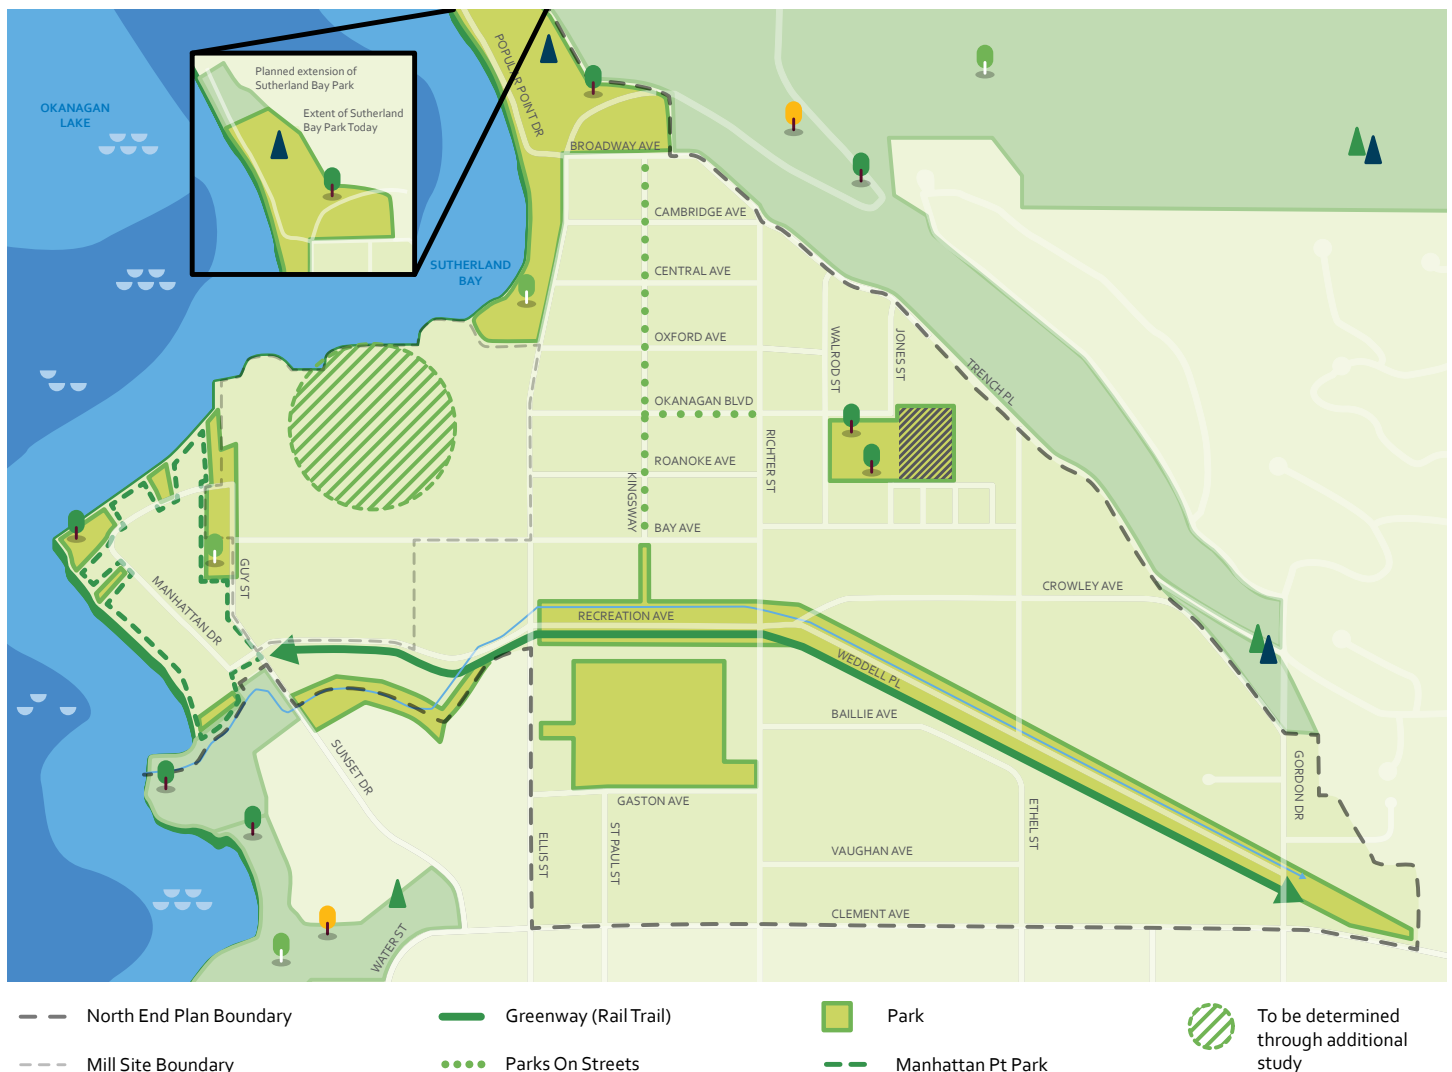 OKANAGAN
LAKE
Planned extension of
Sutherland Bay Park
Extent of Sutherland
Bay Park Today
POPULAR POINT DR
BROADWAY AVE
CAMBRIDGE AVE
SUTHERLAND
BAY
CENTRAL AVE
OXFORD AVE
WALROD ST
JONES ST
TRENCH PL
OKANAGAN BLVD
RICHTER ST
ROANOKE AVE
KINGSWAY
BAY AVE
GUY ST
MANHATTAN DR
CROWLEY AVE
RECREATION AVE
WEDDELL PL
BAILLIE AVE
SUNSET DR
GORDON DR
GASTON AVE
ETHEL ST
ELLIS ST
ST PAUL ST
VAUGHAN AVE
CLEMENT AVE
WATER ST
North End Plan Boundary
Greenway (Rail Trail)
Park
To be determined
through additional
study
Mill Site Boundary
Parks On Streets
Manhattan Pt Park